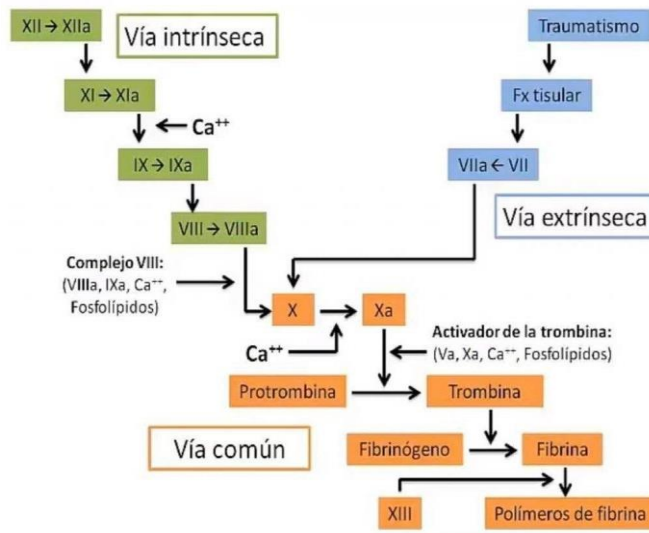 XII → XIIa
Vía intrínseca
XI → XIa
Ca⁺⁺
IX → IXa
VIII → VIIIa
Complejo VIII:
(VIIIa, IXa, Ca⁺⁺,
Fosfolípidos)
Traumatismo
Fx tisular
VIIa ← VII
Vía extrínseca
X
Xa
Ca⁺⁺
Activador de la trombina:
(Va, Xa, Ca⁺⁺, Fosfolípidos)
Protrombina
Trombina
Vía común
Fibrinógeno
Fibrina
XIII
Polímeros de fibrina